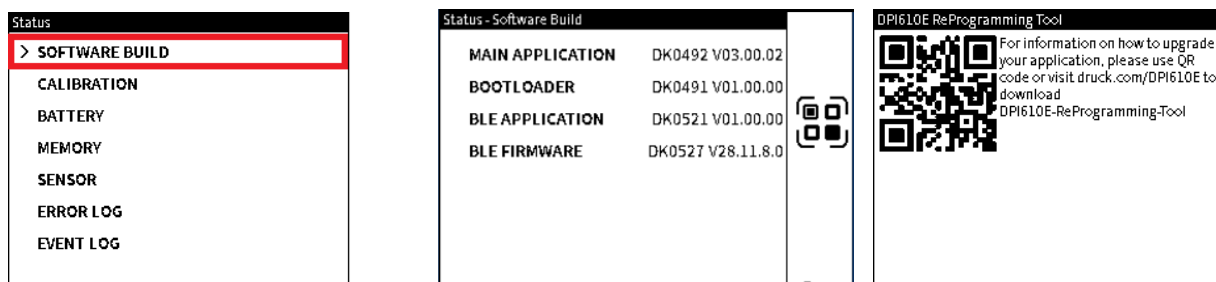 Status
> SOFTWARE BUILD
CALIBRATION
BATTERY
MEMORY
SENSOR
ERROR LOG
EVENT LOG
Status - Software Build
MAIN APPLICATION DK0492 V03.00.02
BOOTLOADER DK0491 V01.00.00
BLE APPLICATION DK0521 V01.00.00
BLE FIRMWARE DK0527 V28.11.8.0
DPI610E ReProgramming Tool
For information on how to upgrade
your application, please use QR
code or visit druck.com/DPI610E to
download
DPI610E-ReProgramming-Tool